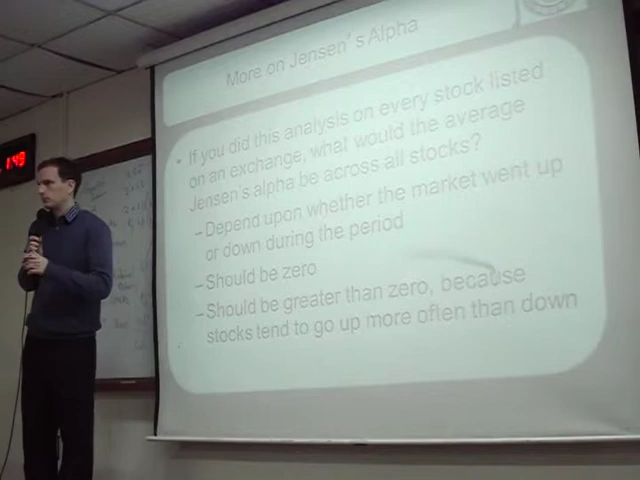 More on Jensen's Alpha
• If you did this analysis on every stock listed
on an exchange, what would the average
Jensen's alpha be across all stocks?
–Depend upon whether the market went up
or down during the period
–Should be zero
–Should be greater than zero, because
stocks tend to go up more often than down
1:49